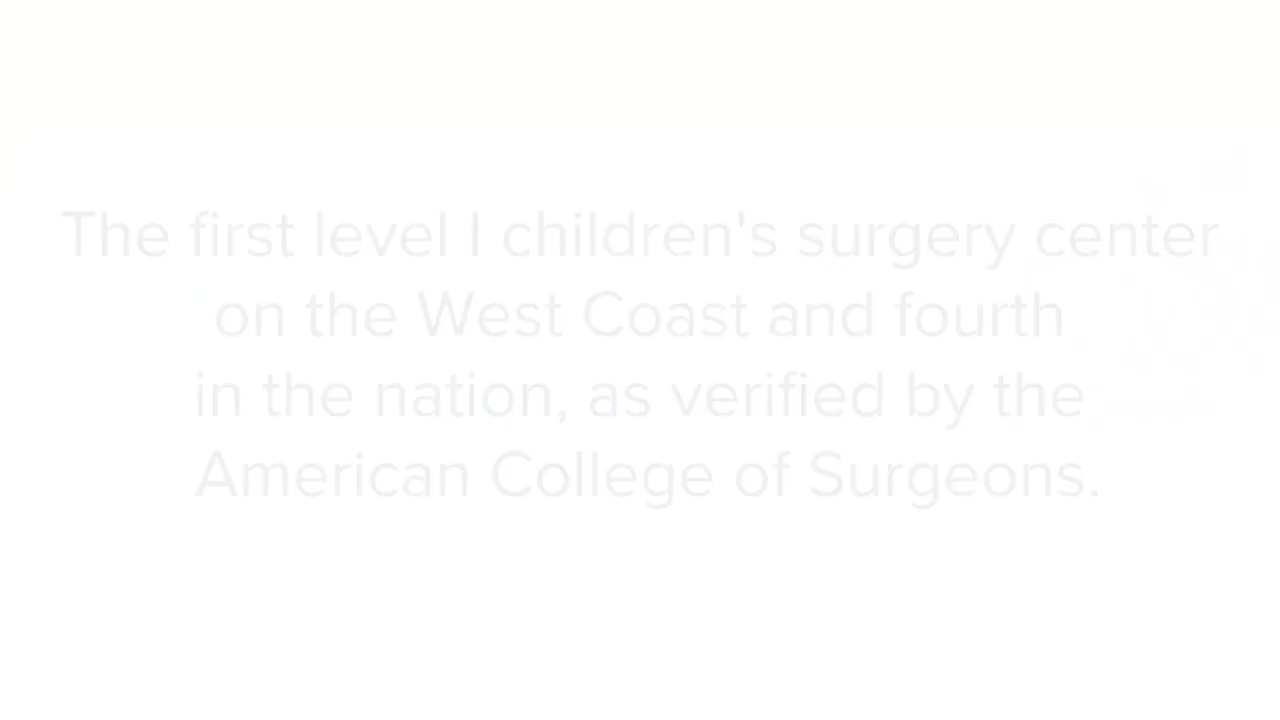 The first level I children's surgery center
on the West Coast and fourth
in the nation, as verified by the
American College of Surgeons.